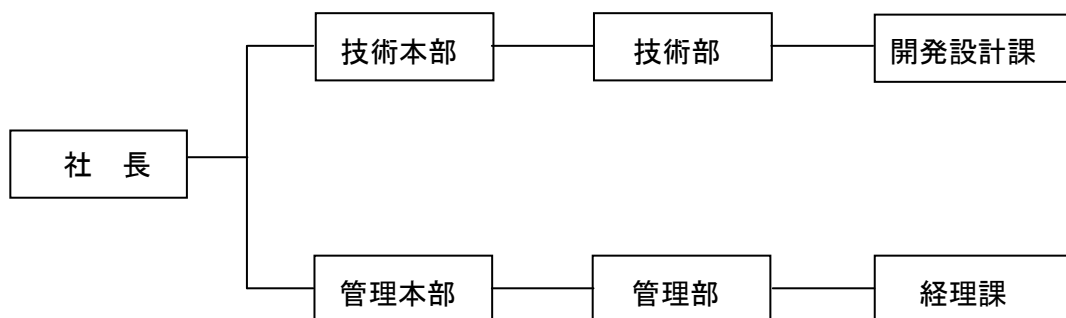 技術本部
技術部
開発設計課
社　長
管理本部
管理部
経理課